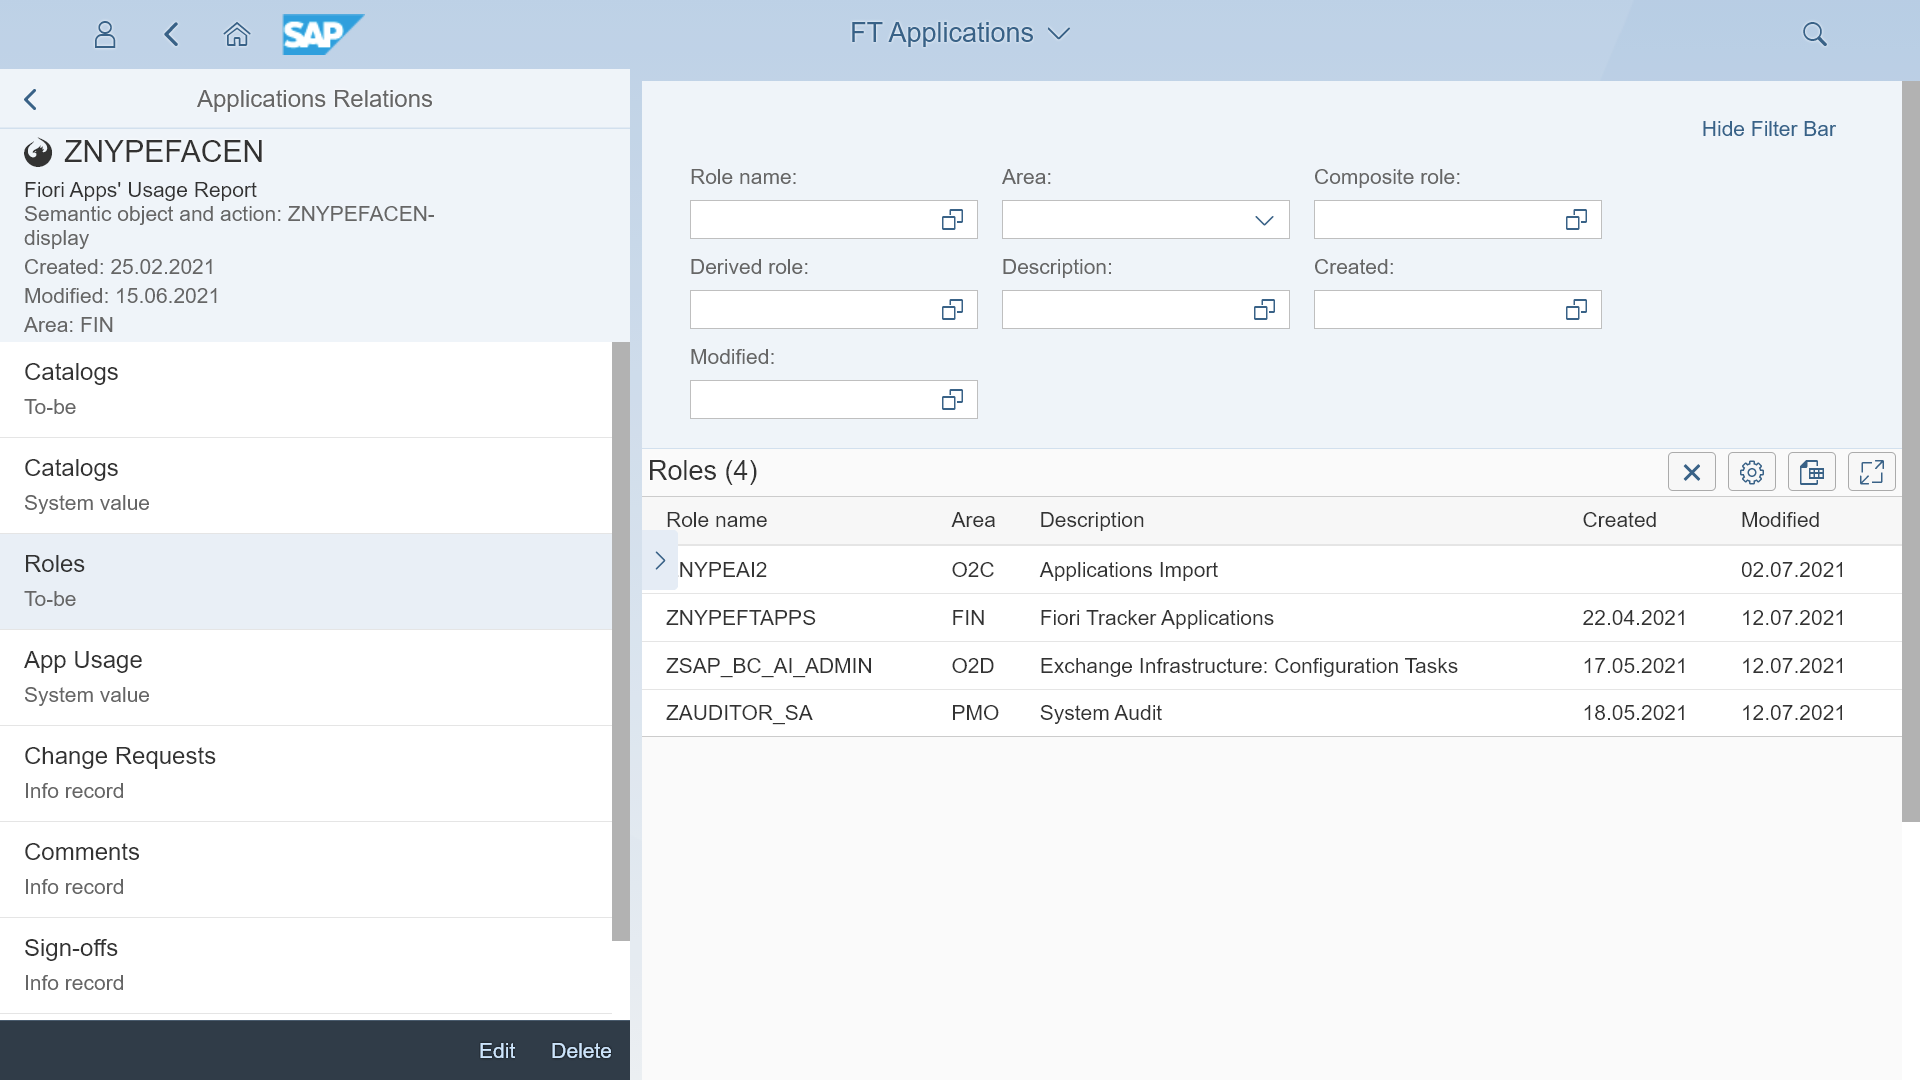 SAP
FT Applications
Applications Relations
ZNYPEFACEN
Fiori Apps' Usage Report
Semantic object and action: ZNYPEFACEN-
display
Created: 25.02.2021
Modified: 15.06.2021
Area: FIN
Catalogs
To-be
Catalogs
System value
Roles
To-be
App Usage
System value
Change Requests
Info record
Comments
Info record
Sign-offs
Info record
Edit Delete
Hide Filter Bar
Role name: Area: Composite role:
Derived role: Description: Created:
Modified:
Roles (4)
Role name Area Description Created Modified
NYPEAI2 O2C Applications Import 02.07.2021
ZNYPEFTAPPS FIN Fiori Tracker Applications 22.04.2021 12.07.2021
ZSAP_BC_AI_ADMIN O2D Exchange Infrastructure: Configuration Tasks 17.05.2021 12.07.2021
ZAUDITOR_SA PMO System Audit 18.05.2021 12.07.2021